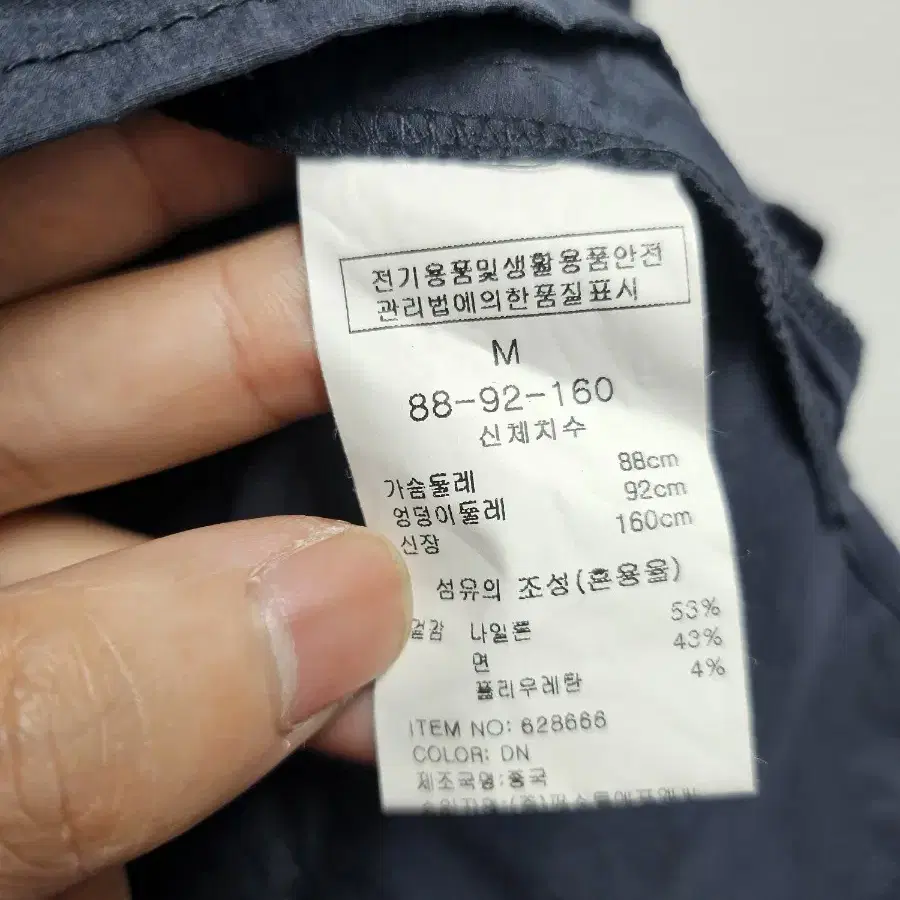 전기용품및생활용품안전
관리법에의한품질표시
M
88-92-160
신체치수
가슴둘레 88cm
엉덩이둘레 92cm
신장 160cm
섬유의 조성(혼용율)
겉감 나일론 53%
면 43%
폴리우레탄 4%
ITEM NO: 628666
COLOR: DN
제조국명:중국